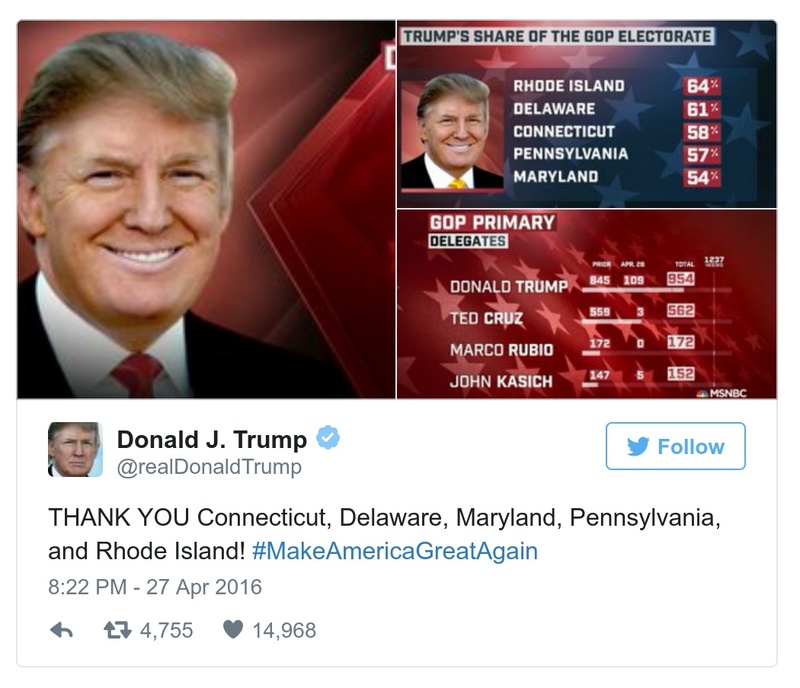 TRUMP'S SHARE OF THE GOP ELECTORATE
RHODE ISLAND 64%
DELAWARE 61%
CONNECTICUT 58%
PENNSYLVANIA 57%
MARYLAND 54%
GOP PRIMARY
DELEGATES
PRIOR APR. 26 TOTAL 1237
DONALD TRUMP 845 109 954
TED CRUZ 559 3 562
MARCO RUBIO 172 0 172
JOHN KASICH 147 5 152
MSNBC
Donald J. Trump
@realDonaldTrump
Follow
THANK YOU Connecticut, Delaware, Maryland, Pennsylvania,
and Rhode Island! #MakeAmericaGreatAgain
8:22 PM - 27 Apr 2016
4,755 14,968